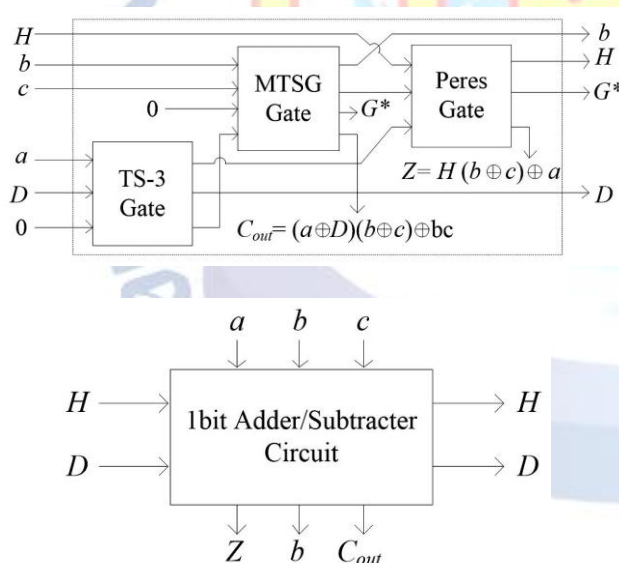 H
b
c
0
a
D
0
MTSG
Gate
G*
TS-3
Gate
Peres
Gate
b
H
G*
Z= H (b⊕c)⊕a
D
C_out= (a⊕D)(b⊕c)⊕bc
a b c
H
D
1bit Adder/Subtracter
Circuit
H
D
Z b C_out